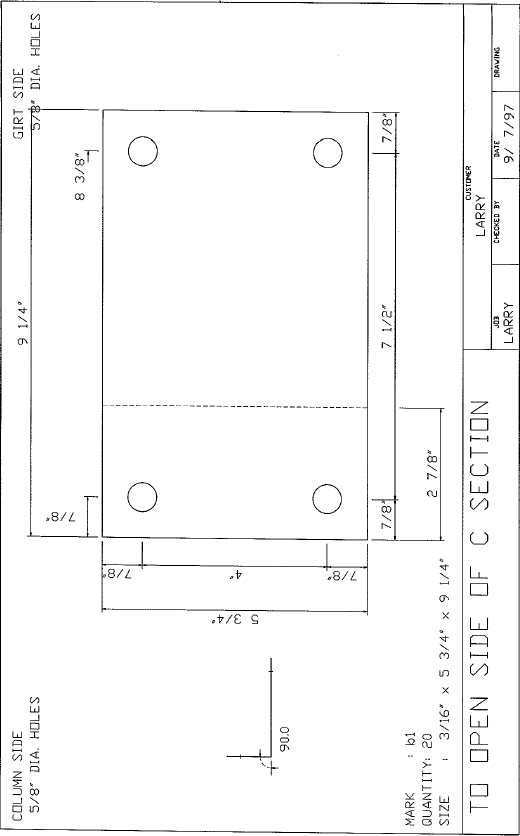 COLUMN SIDE
5/8" DIA. HOLES
GIRT SIDE
5/8" DIA. HOLES
9 1/4"
7/8"
8 3/8"
7/8"
4"
7/8"
5 3/4"
7/8"
7 1/2"
7/8"
2 7/8"
90.0
MARK : b1
QUANTITY: 20
SIZE : 3/16" x 5 3/4" x 9 1/4"
TO OPEN SIDE OF C SECTION
CUSTOMER
LARRY
JOB
LARRY
CHECKED BY
DATE
9/ 7/97
DRAWING